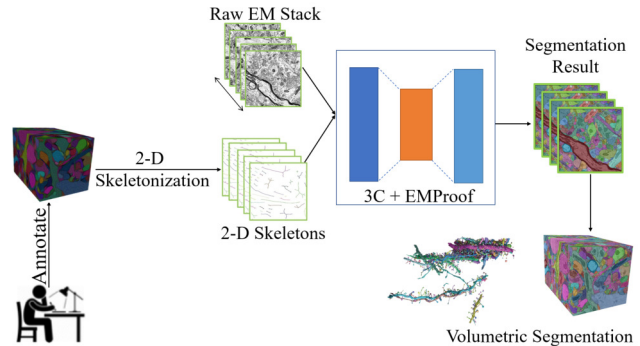 Raw EM Stack
Segmentation
Result
2-D
Skeletonization
2-D Skeletons
3C + EMProof
Annotate
Volumetric Segmentation